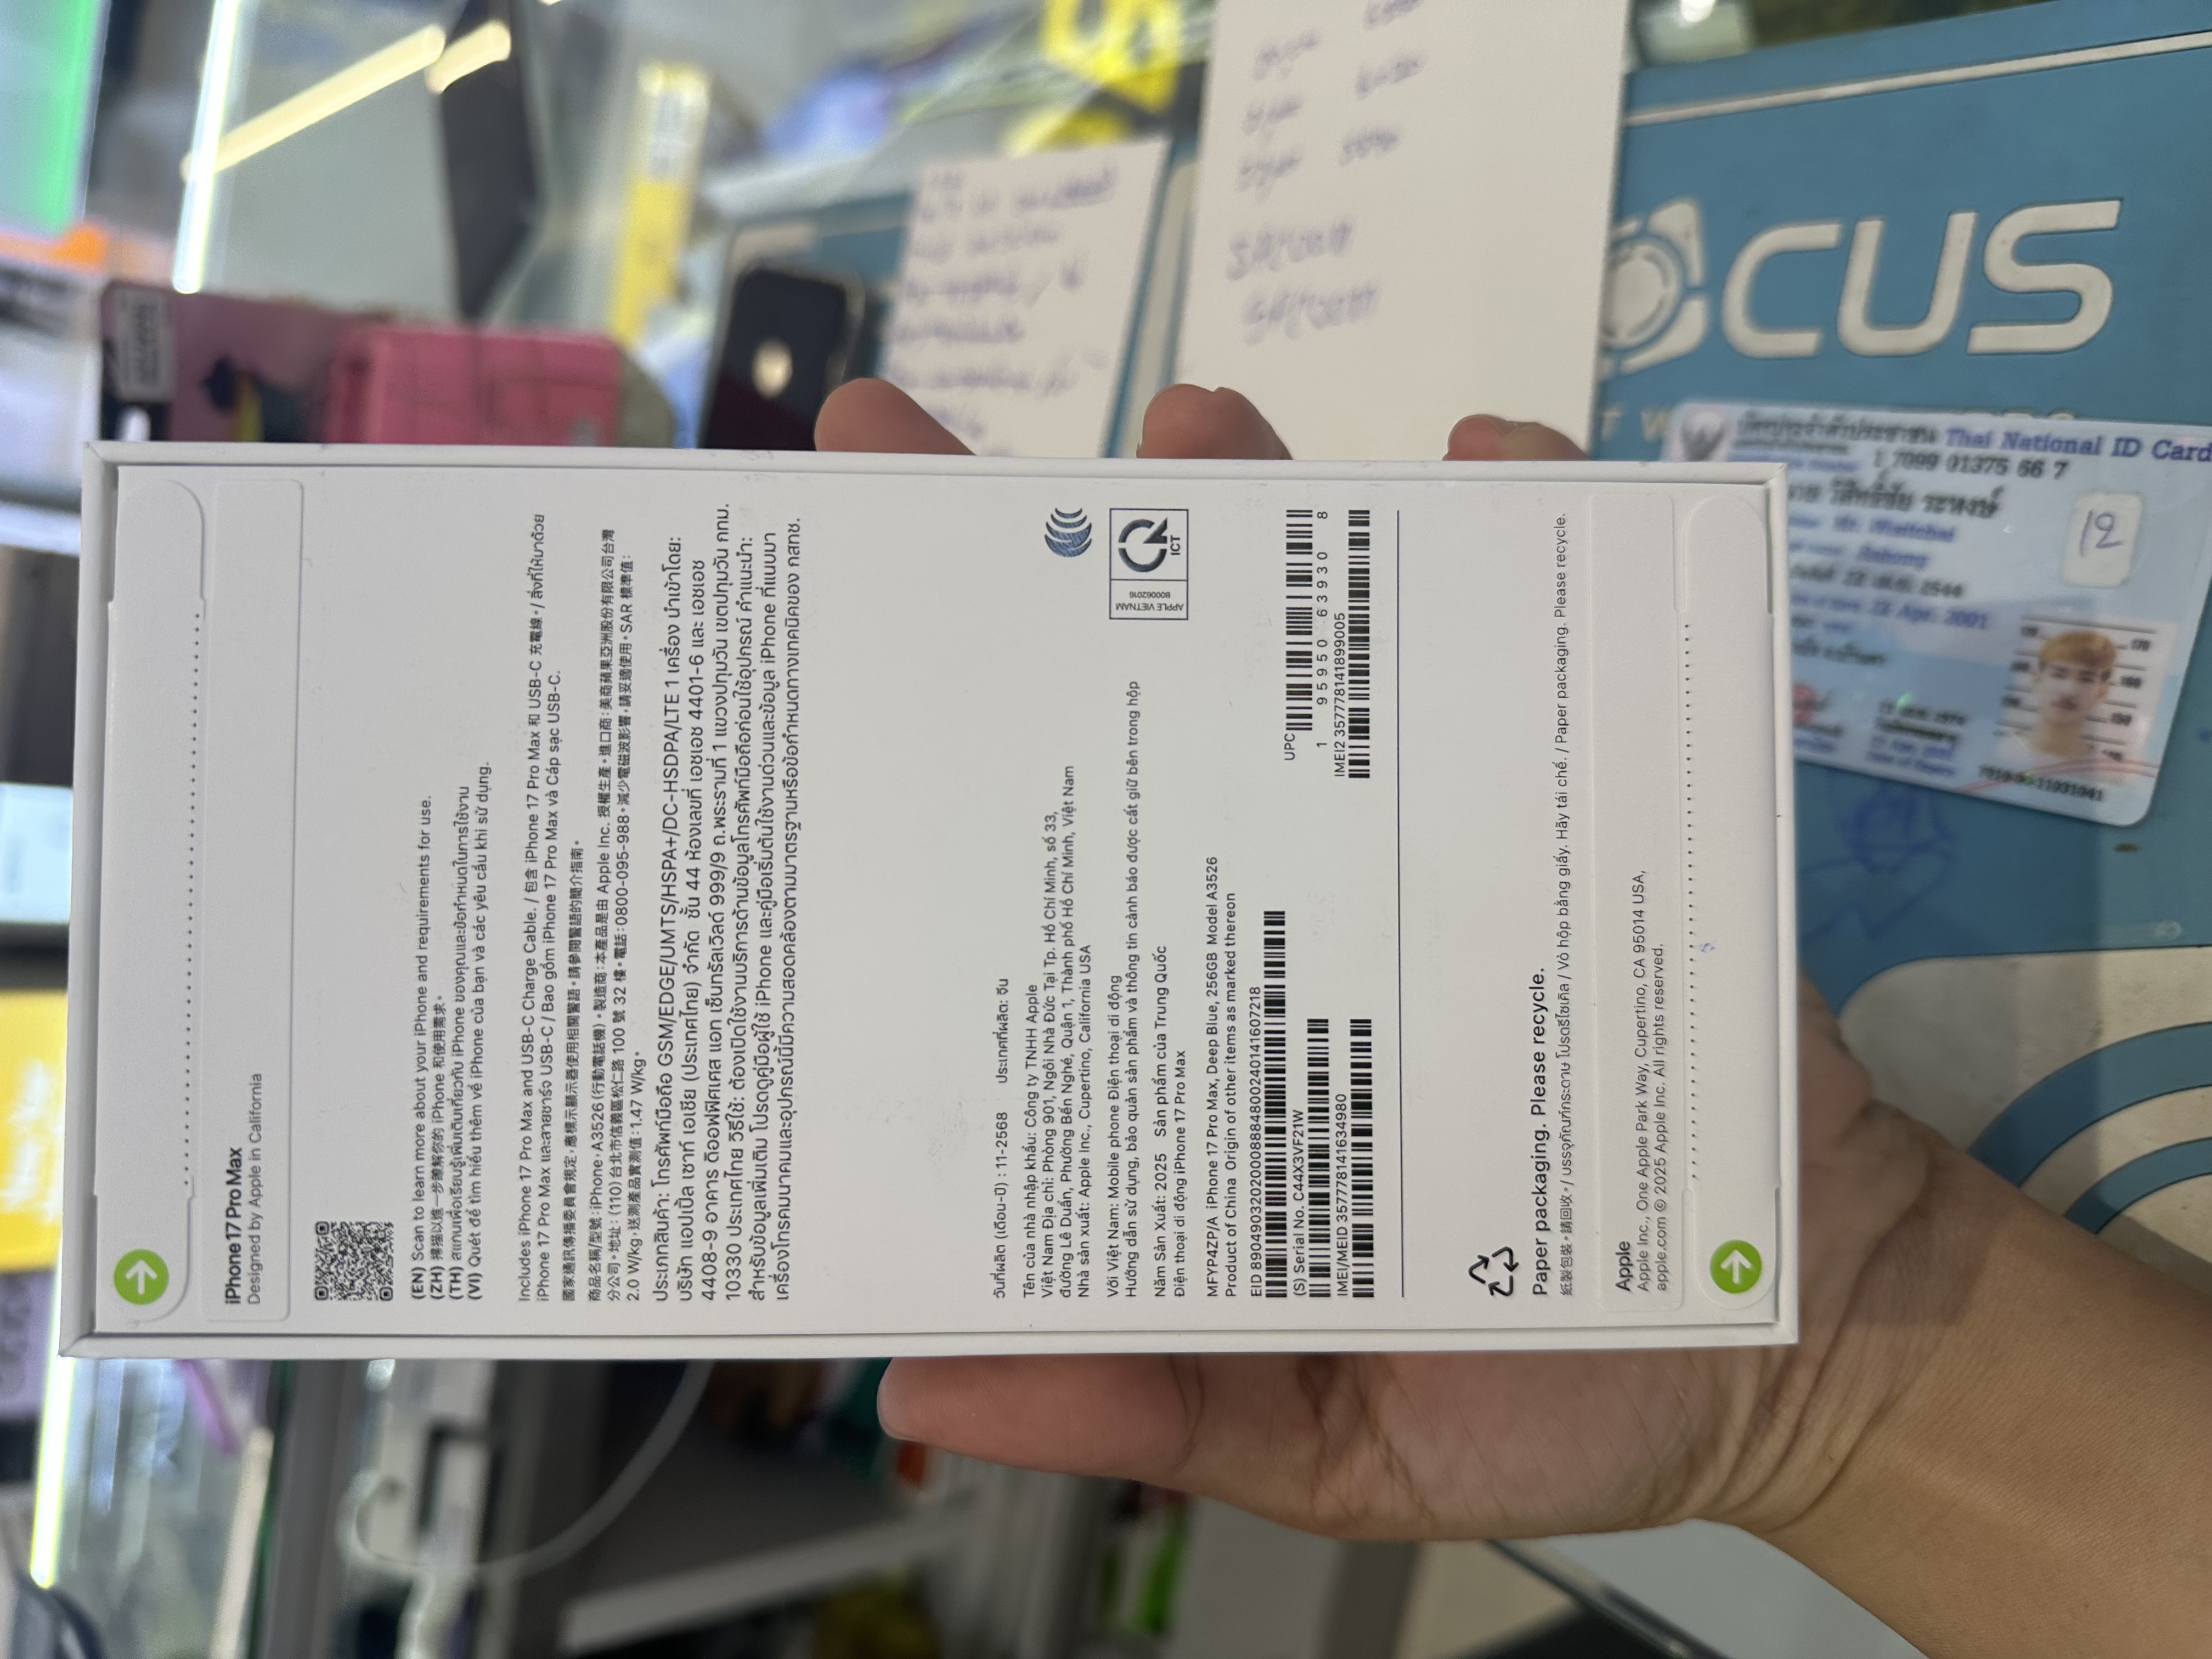 iPhone 17 Pro Max
Designed by Apple in California
(EN) Scan to learn more about your iPhone and requirements for use.
(ZH) 掃描以進一步瞭解你的 iPhone 和使用需求。
(TH) สแกนเพื่อเรียนรู้เพิ่มเติมเกี่ยวกับ iPhone ของคุณและข้อกำหนดในการใช้งาน
(VI) Quét để tìm hiểu thêm về iPhone của bạn và các yêu cầu khi sử dụng.
Includes iPhone 17 Pro Max and USB-C Charge Cable. / 包含 iPhone 17 Pro Max 和 USB-C 充電線。/ สิ่งที่ให้มาด้วย
iPhone 17 Pro Max และสายชาร์จ USB-C / Bao gồm iPhone 17 Pro Max và Cáp sạc USB-C.
國家通訊傳播委員會規定，應標示顯示器使用相關警語。請參閱警語的簡介指南。
商品名稱/型號：iPhone，A3526 (行動電話機)。製造商：本產品是由 Apple Inc. 授權生產。進口商：美商蘋果亞洲股份有限公司台灣
分公司。地址：(110) 台北市信義區松仁路 100 號 32 樓。電話：0800-095-988。減少電磁波影響，請妥適使用。SAR 標準值：
2.0 W/kg，送測產品實測值：1.47 W/kg。
ประเภทสินค้า: โทรศัพท์มือถือ GSM/EDGE/UMTS/HSPA+/DC-HSDPA/LTE 1 เครื่อง นำเข้าโดย:
บริษัท แอปเปิ้ล เซาท์ เอเชีย (ประเทศไทย) จำกัด ชั้น 44 ห้องเลขที่ เอชเอช 4401-6 และ เอชเอช
4408-9 อาคาร ดิออฟฟิศเศส แอท เซ็นทรัลเวิลด์ 999/9 ถ.พระรามที่ 1 แขวงปทุมวัน เขตปทุมวัน กทม.
10330 ประเทศไทย วิธีใช้: ต้องเปิดใช้งานบริการด้านข้อมูลโทรศัพท์มือถือก่อนใช้อุปกรณ์ คำแนะนำ:
สำหรับข้อมูลเพิ่มเติม โปรดดูคู่มือผู้ใช้ iPhone และคู่มือเริ่มต้นใช้งานด่วนและข้อมูล iPhone ที่แนบมา
เครื่องโทรคมนาคมและอุปกรณ์นี้มีความสอดคล้องตามมาตรฐานหรือข้อกำหนดทางเทคนิคของ กสทช.
วันที่ผลิต (เดือน-ปี) : 11-2568 ประเทศที่ผลิต: จีน
Tên của nhà nhập khẩu: Công ty TNHH Apple
Việt Nam Địa chỉ: Phòng 901, Ngôi Nhà Đức Tại Tp. Hồ Chí Minh, số 33,
đường Lê Duẩn, Phường Bến Nghé, Quận 1, Thành phố Hồ Chí Minh, Việt Nam
Nhà sản xuất: Apple Inc., Cupertino, California USA
Với Việt Nam: Mobile phone Điện thoại di động
Hướng dẫn sử dụng, bảo quản sản phẩm và thông tin cảnh báo được cất giữ bên trong hộp
Năm Sản Xuất: 2025 Sản phẩm của Trung Quốc
Điện thoại di động iPhone 17 Pro Max
APPLE VIETNAM
B00062016
ICT
MFYP4ZP/A iPhone 17 Pro Max, Deep Blue, 256GB Model A3526
Product of China Origin of other items as marked thereon
EID 89049032020008884800240141607218
(S) Serial No. C44X3VF21W
IMEI/MEID 357778141634980
UPC
1 95950 63930 8
IMEI2 357778141899005
Paper packaging. Please recycle.
紙製包裝。請回收。/ บรรจุภัณฑ์กระดาษ โปรดรีไซเคิล / Vỏ hộp bằng giấy. Hãy tái chế. / Paper packaging. Please recycle.
Apple
Apple Inc., One Apple Park Way, Cupertino, CA 95014 USA,
apple.com © 2025 Apple Inc. All rights reserved.
CUS
บัตรประจำตัวประชาชน Thai National ID Card
1 7099 01375 66 7
12